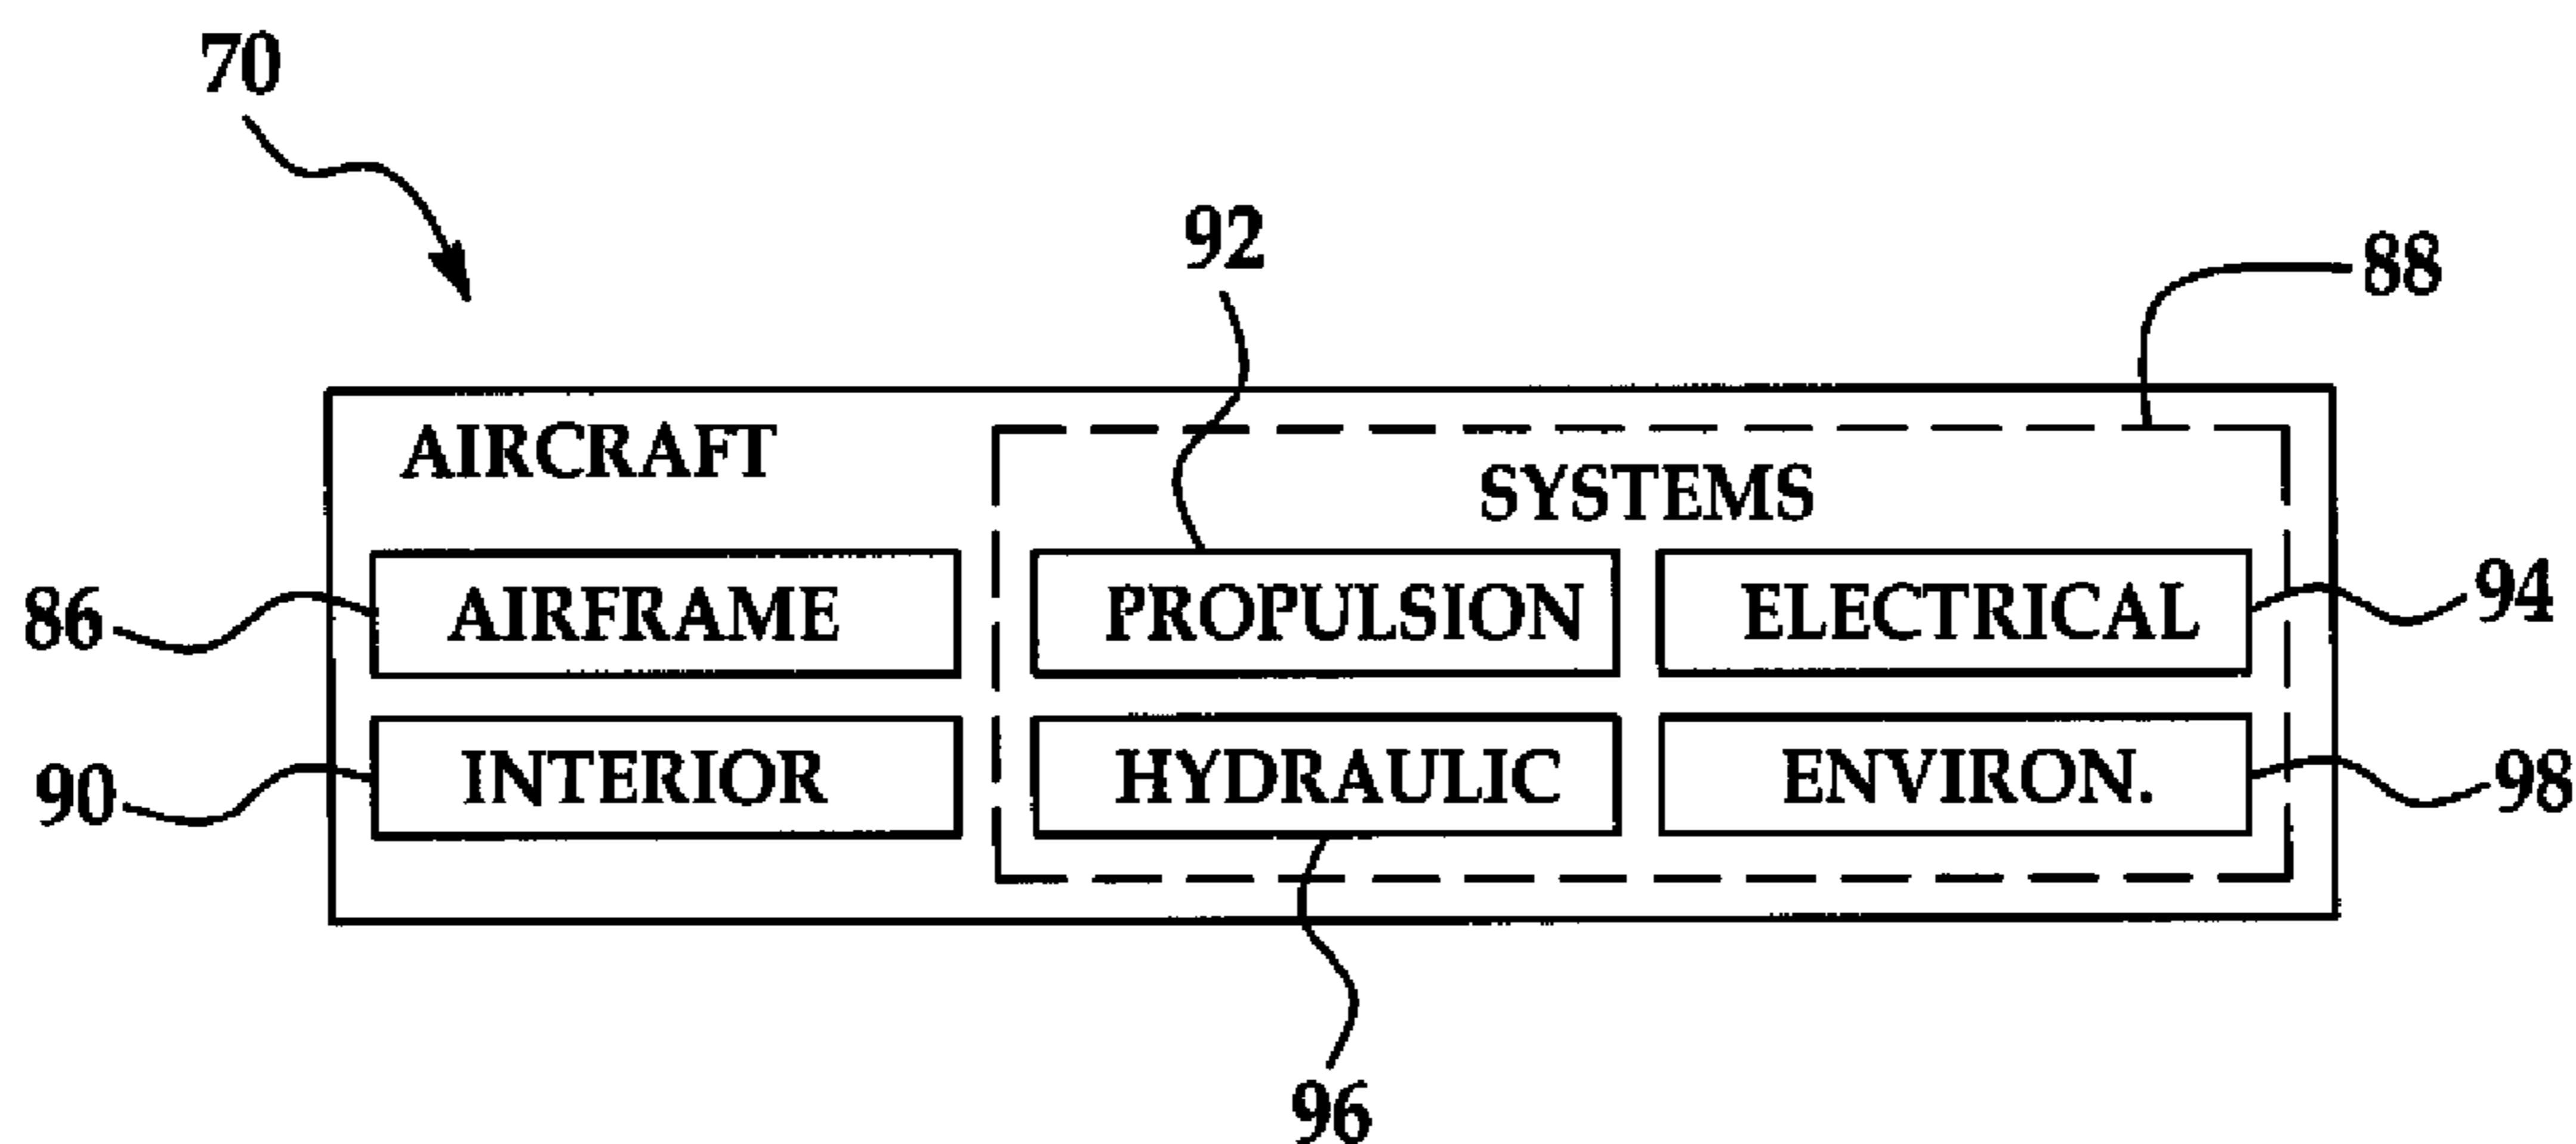 70
92
88
AIRCRAFT
SYSTEMS
86 AIRFRAME PROPULSION ELECTRICAL 94
90 INTERIOR HYDRAULIC ENVIRON. 98
96